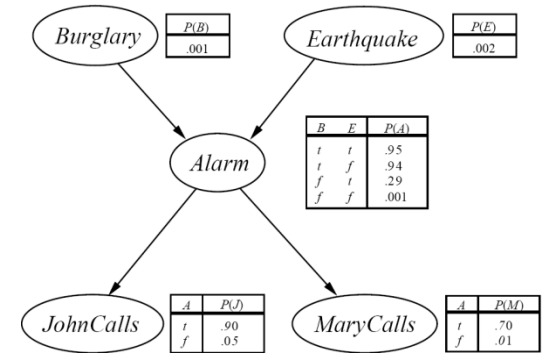 Burglary
P(B)
.001
Earthquake
P(E)
.002
Alarm
B E P(A)
t t .95
t f .94
f t .29
f f .001
JohnCalls
A P(J)
t .90
f .05
MaryCalls
A P(M)
t .70
f .01